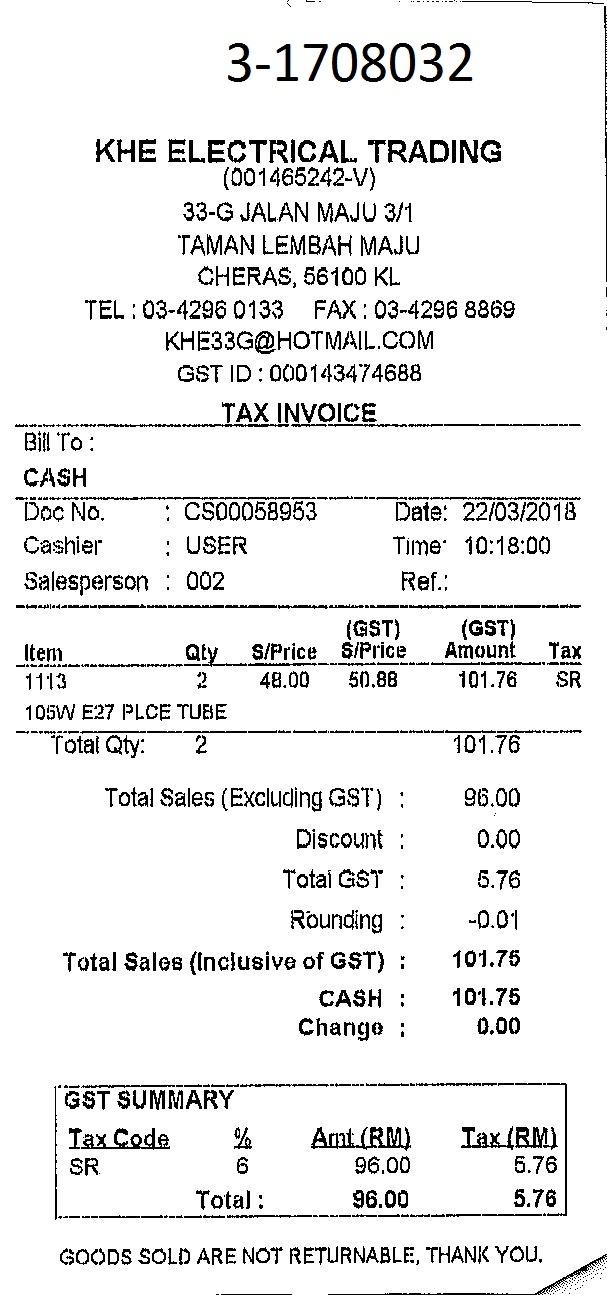 3-1708032
KHE ELECTRICAL TRADING
(001465242-V)
33-G JALAN MAJU 3/1
TAMAN LEMBAH MAJU
CHERAS, 56100 KL
TEL : 03-4296 0133 FAX : 03-4296 8869
KHE33G@HOTMAIL.COM
GST ID : 000143474688
TAX INVOICE
Bill To :
CASH
Doc No. : CS00058953 Date: 22/03/2018
Cashier : USER Time: 10:18:00
Salesperson : 002 Ref.:
(GST) (GST)
Item Qty S/Price S/Price Amount Tax
1113 2 48.00 50.88 101.76 SR
105W E27 PLCE TUBE
Total Qty: 2 101.76
Total Sales (Excluding GST) : 96.00
Discount : 0.00
Total GST : 5.76
Rounding : -0.01
Total Sales (Inclusive of GST) : 101.75
CASH : 101.75
Change : 0.00
GST SUMMARY
Tax Code % Amt (RM) Tax (RM)
SR 6 96.00 5.76
Total : 96.00 5.76
GOODS SOLD ARE NOT RETURNABLE, THANK YOU.